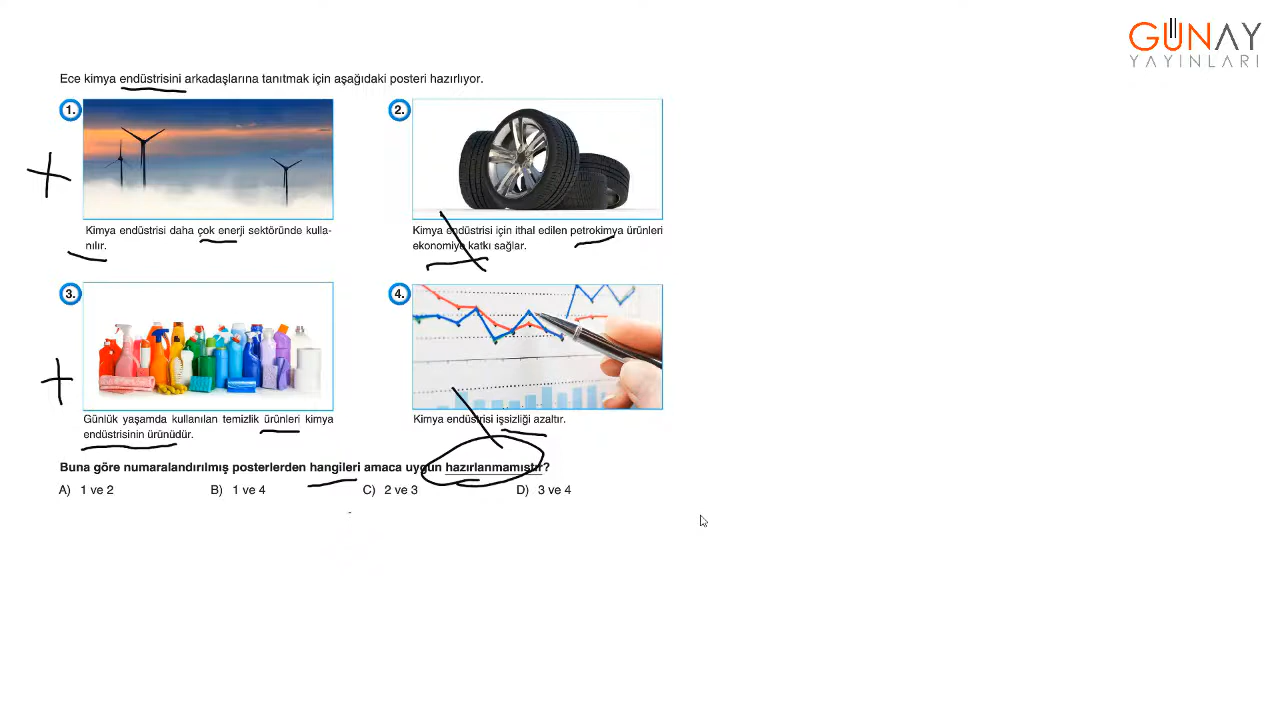 GÜNAY
YAYINLARI
Ece kimya endüstrisini arkadaşlarına tanıtmak için aşağıdaki posteri hazırlıyor.
1.
Kimya endüstrisi daha çok enerji sektöründe kulla-
nılır.
2.
Kimya endüstrisi için ithal edilen petrokimya ürünleri
ekonomiye katkı sağlar.
3.
Günlük yaşamda kullanılan temizlik ürünleri kimya
endüstrisinin ürünüdür.
4.
Kimya endüstrisi işsizliği azaltır.
Buna göre numaralandırılmış posterlerden hangileri amaca uygun hazırlanmamıştır?
A) 1 ve 2 B) 1 ve 4 C) 2 ve 3 D) 3 ve 4